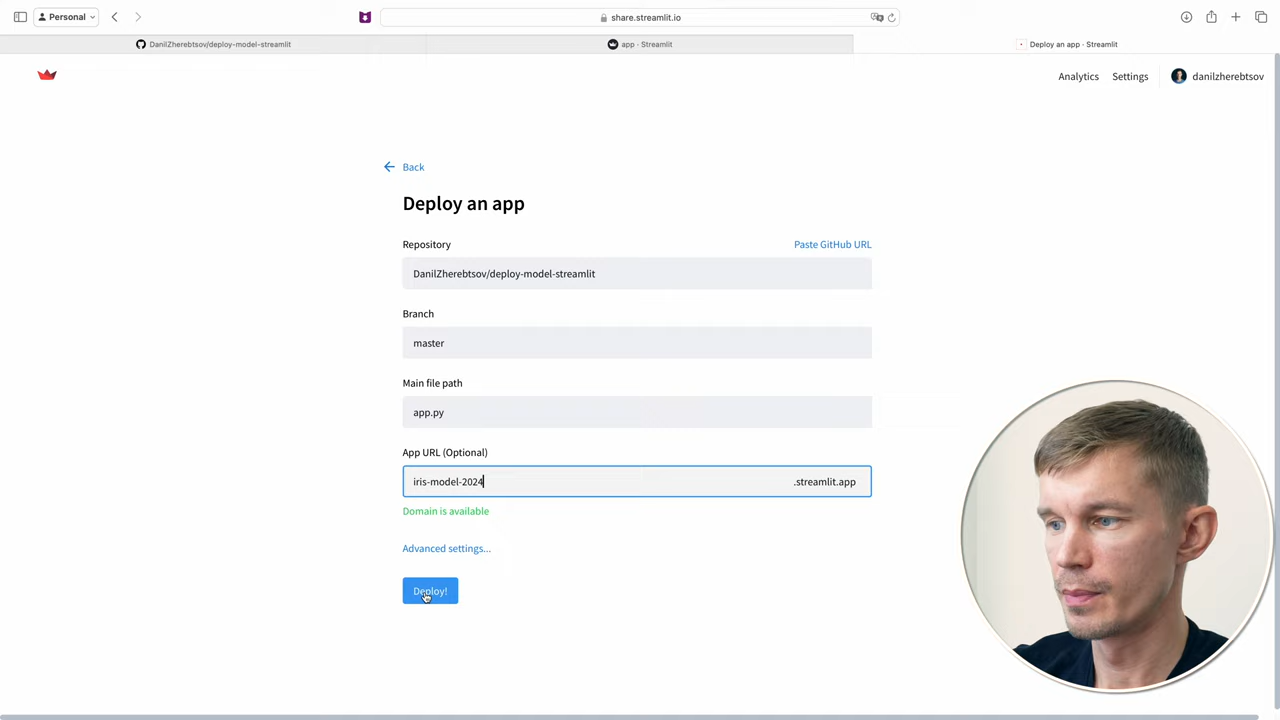 Personal
share.streamlit.io
DanilZherebtsov/deploy-model-streamlit
app · Streamlit
Deploy an app · Streamlit
Analytics
Settings
danilzherebtsov
Back
Deploy an app
Repository
Paste GitHub URL
DanilZherebtsov/deploy-model-streamlit
Branch
master
Main file path
app.py
App URL (Optional)
iris-model-2024
.streamlit.app
Domain is available
Advanced settings...
Deploy!